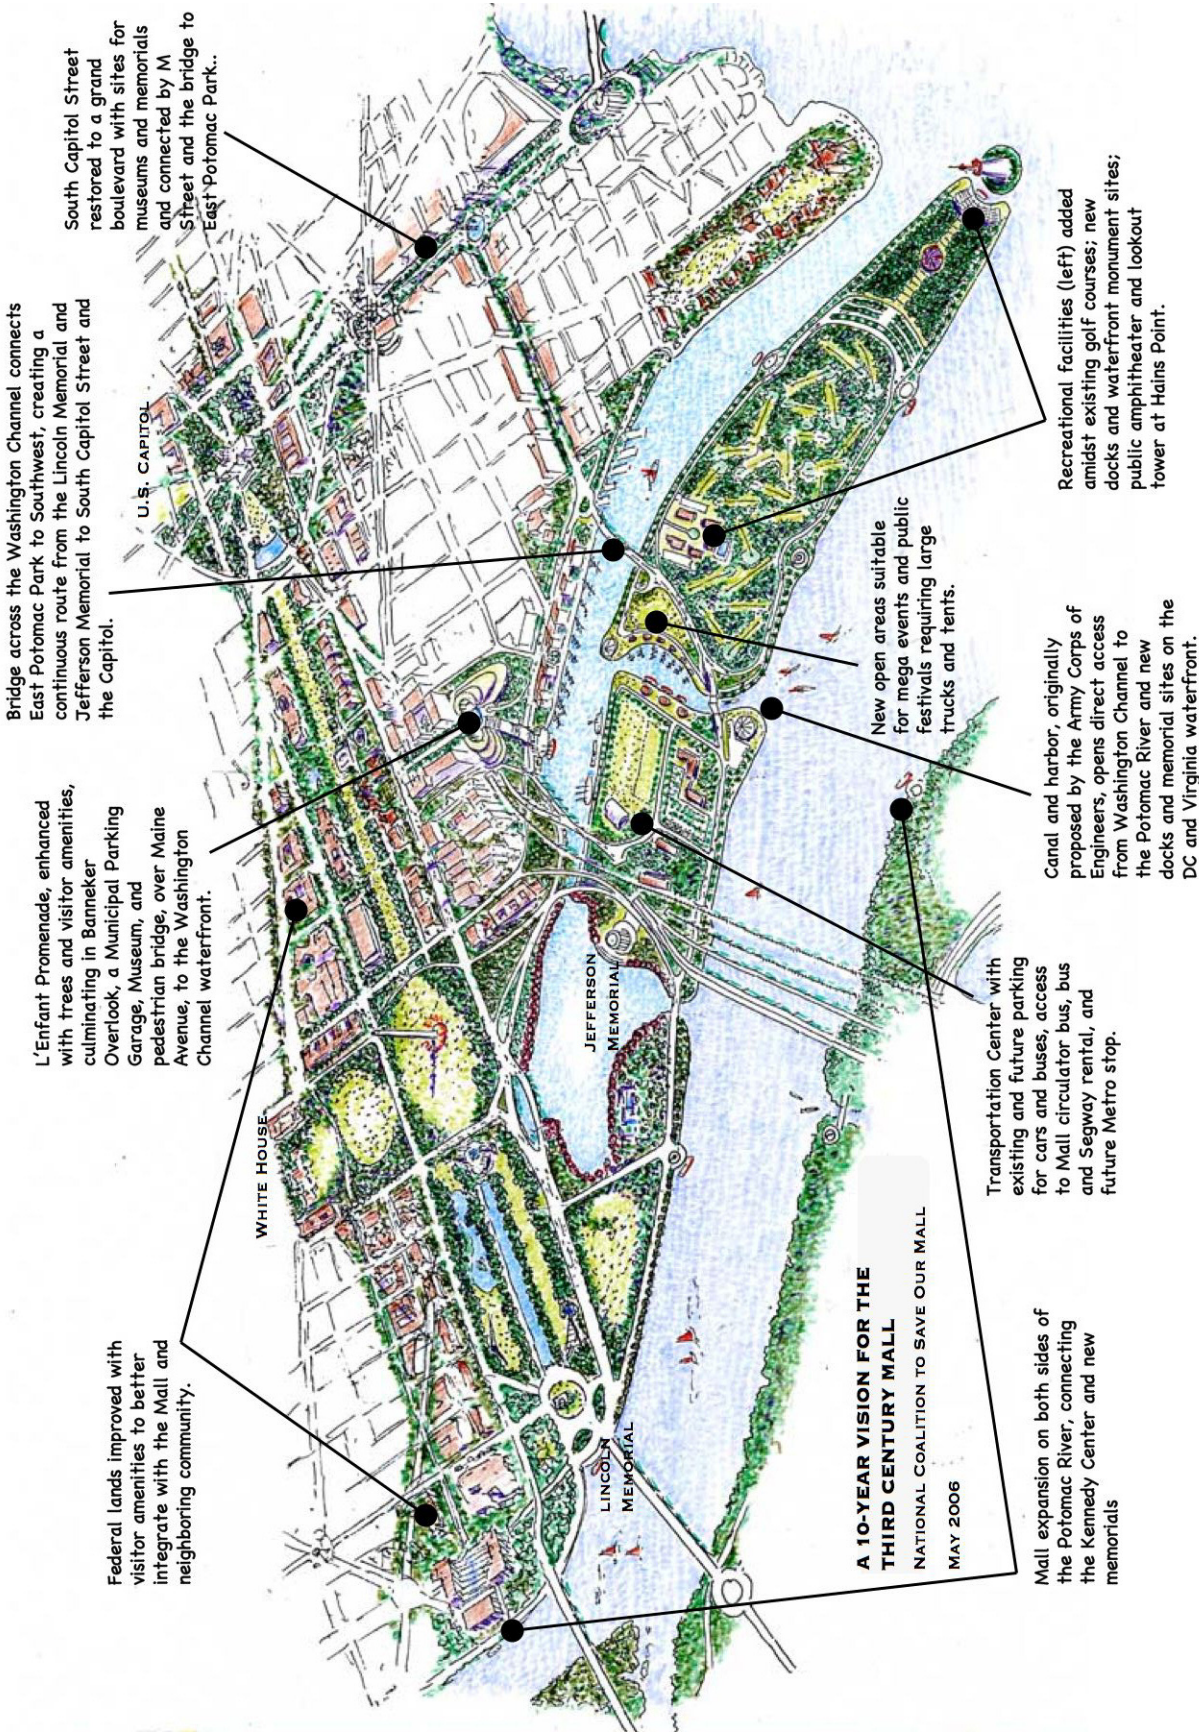 Federal lands improved with
visitor amenities to better
integrate with the Mall and
neighboring community.
L'Enfant Promenade, enhanced
with trees and visitor amenities,
culminating in Banneker
Overlook, a Municipal Parking
Garage, Museum, and
pedestrian bridge, over Maine
Avenue, to the Washington
Channel waterfront.
Bridge across the Washington Channel connects
East Potomac Park to Southwest, creating a
continuous route from the Lincoln Memorial and
Jefferson Memorial to South Capitol Street and
the Capitol.
South Capitol Street
restored to a grand
boulevard with sites for
museums and memorials
and connected by M
Street and the bridge to
East Potomac Park..
U.S. CAPITOL
WHITE HOUSE
JEFFERSON
MEMORIAL
LINCOLN
MEMORIAL
New open areas suitable
for mega events and public
festivals requiring large
trucks and tents.
A 10-YEAR VISION FOR THE
THIRD CENTURY MALL
NATIONAL COALITION TO SAVE OUR MALL
MAY 2006
Mall expansion on both sides of
the Potomac River, connecting
the Kennedy Center and new
memorials
Transportation Center with
existing and future parking
for cars and buses, access
to Mall circulator bus, bus
and Segway rental, and
future Metro stop.
Canal and harbor, originally
proposed by the Army Corps of
Engineers, opens direct access
from Washington Channel to
the Potomac River and new
docks and memorial sites on the
DC and Virginia waterfront.
Recreational facilities (left) added
amidst existing golf courses; new
docks and waterfront monument sites;
public amphitheater and lookout
tower at Hains Point.